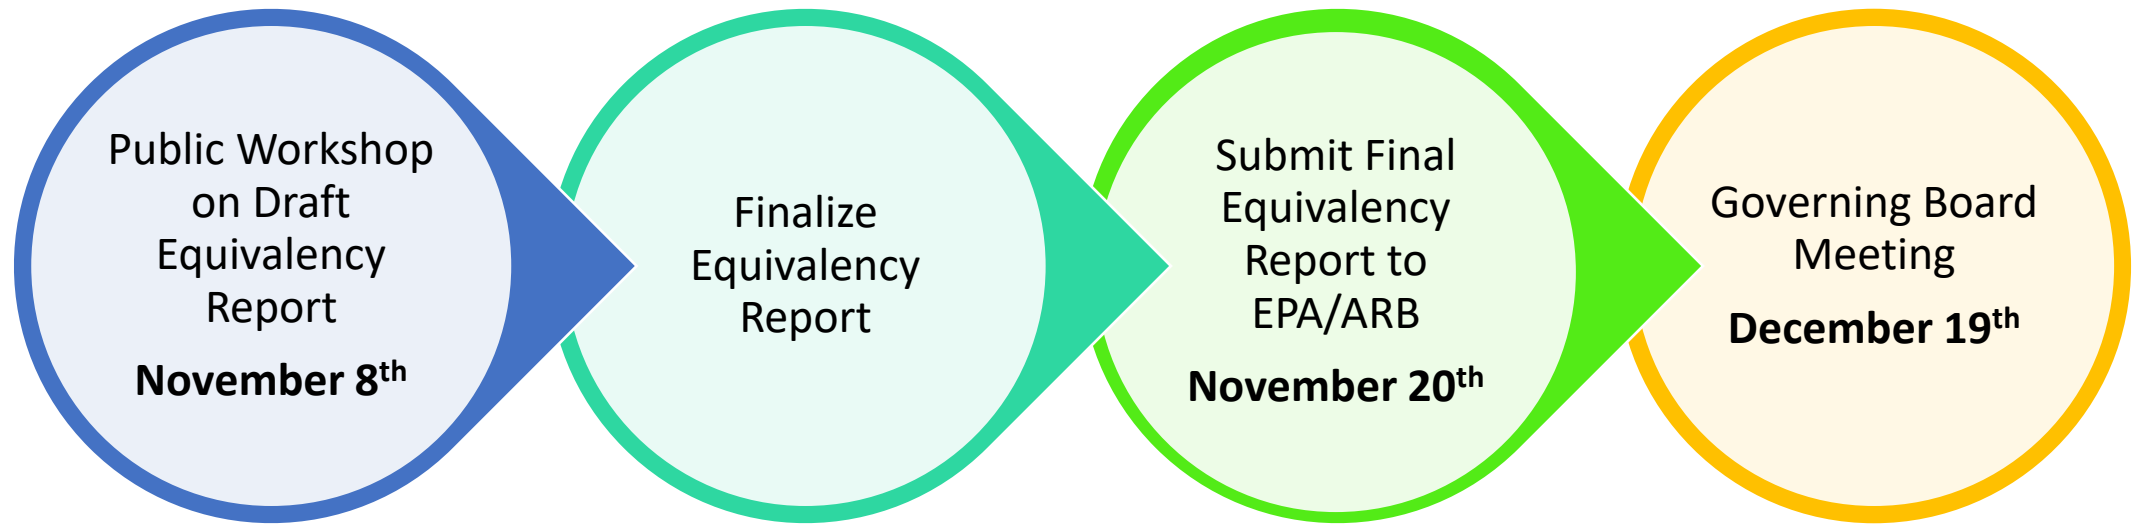 Public Workshop
on Draft
Equivalency
Report
November 8th
Finalize
Equivalency
Report
Submit Final
Equivalency
Report to
EPA/ARB
November 20th
Governing Board
Meeting
December 19th